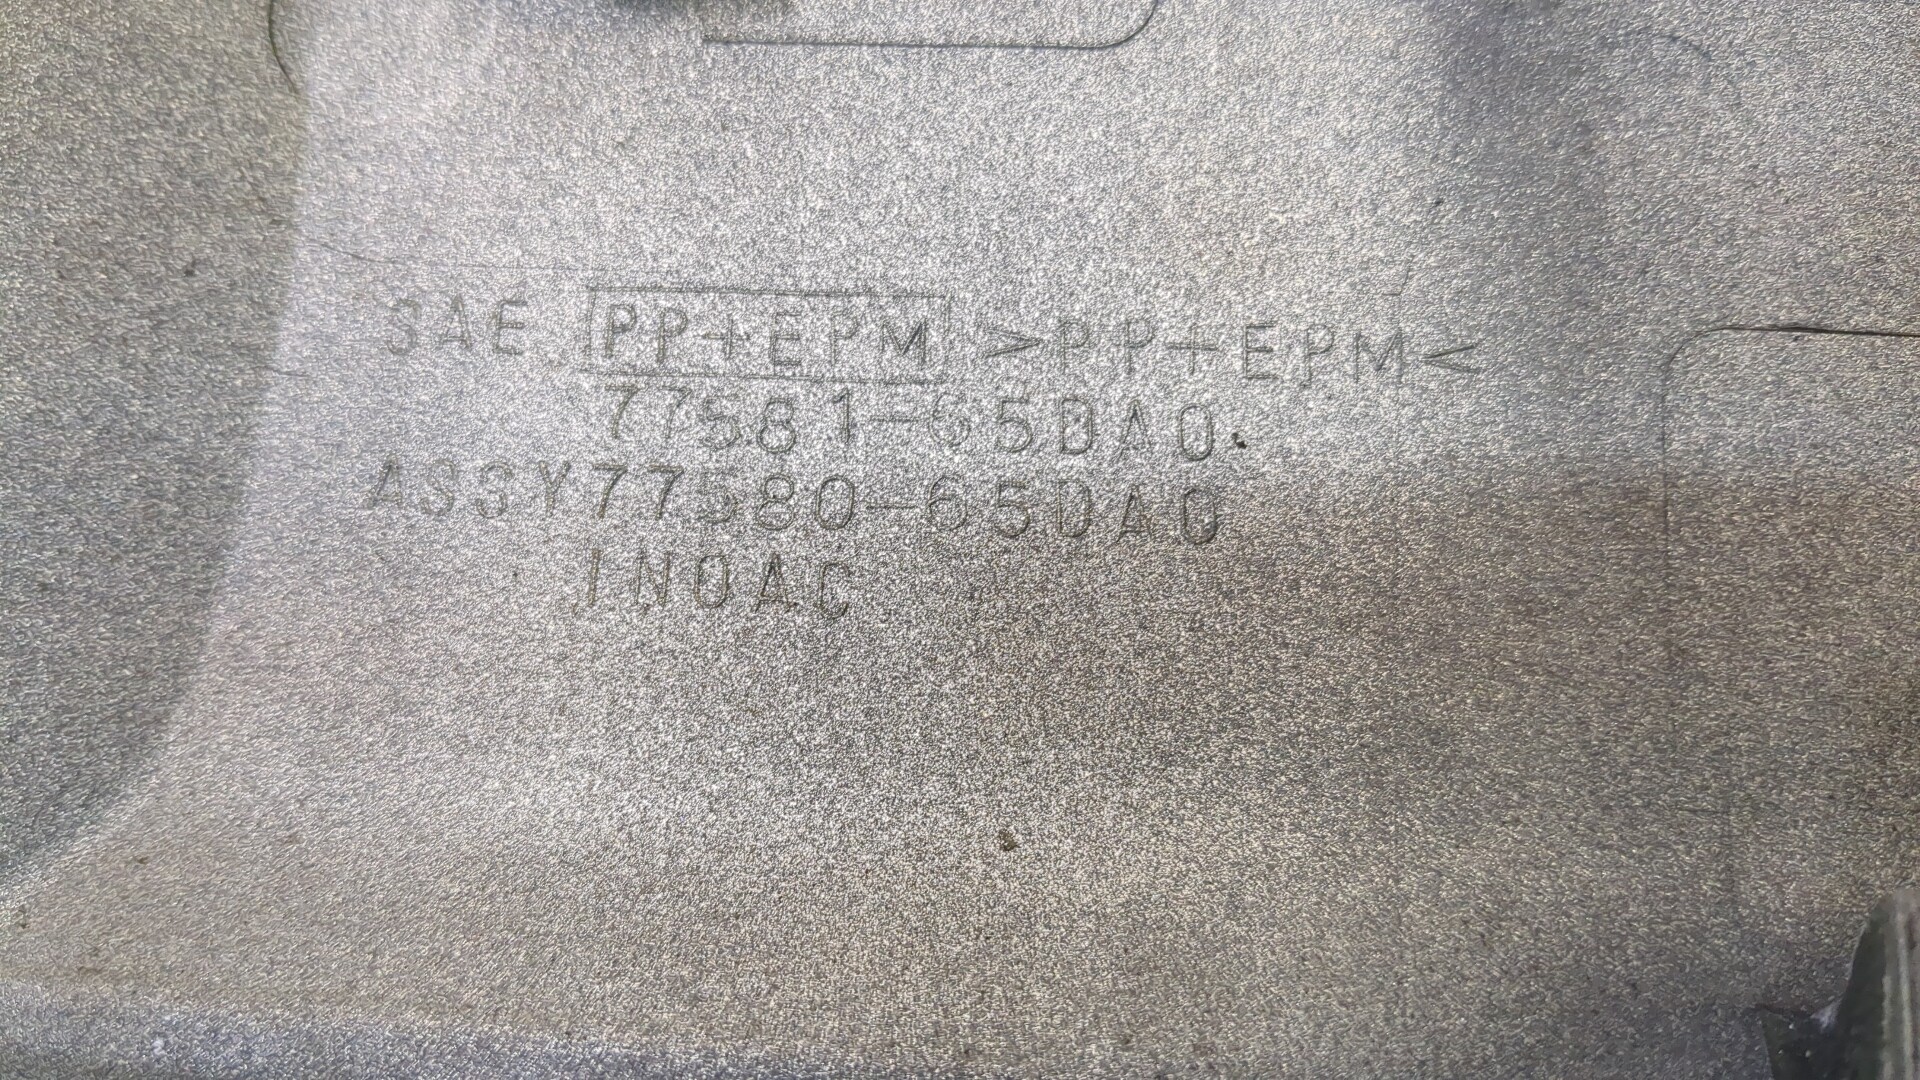 SAE PP+EPM >PP+EPM<
77581-65DA0
ASSY77580-65DA0
INOAC